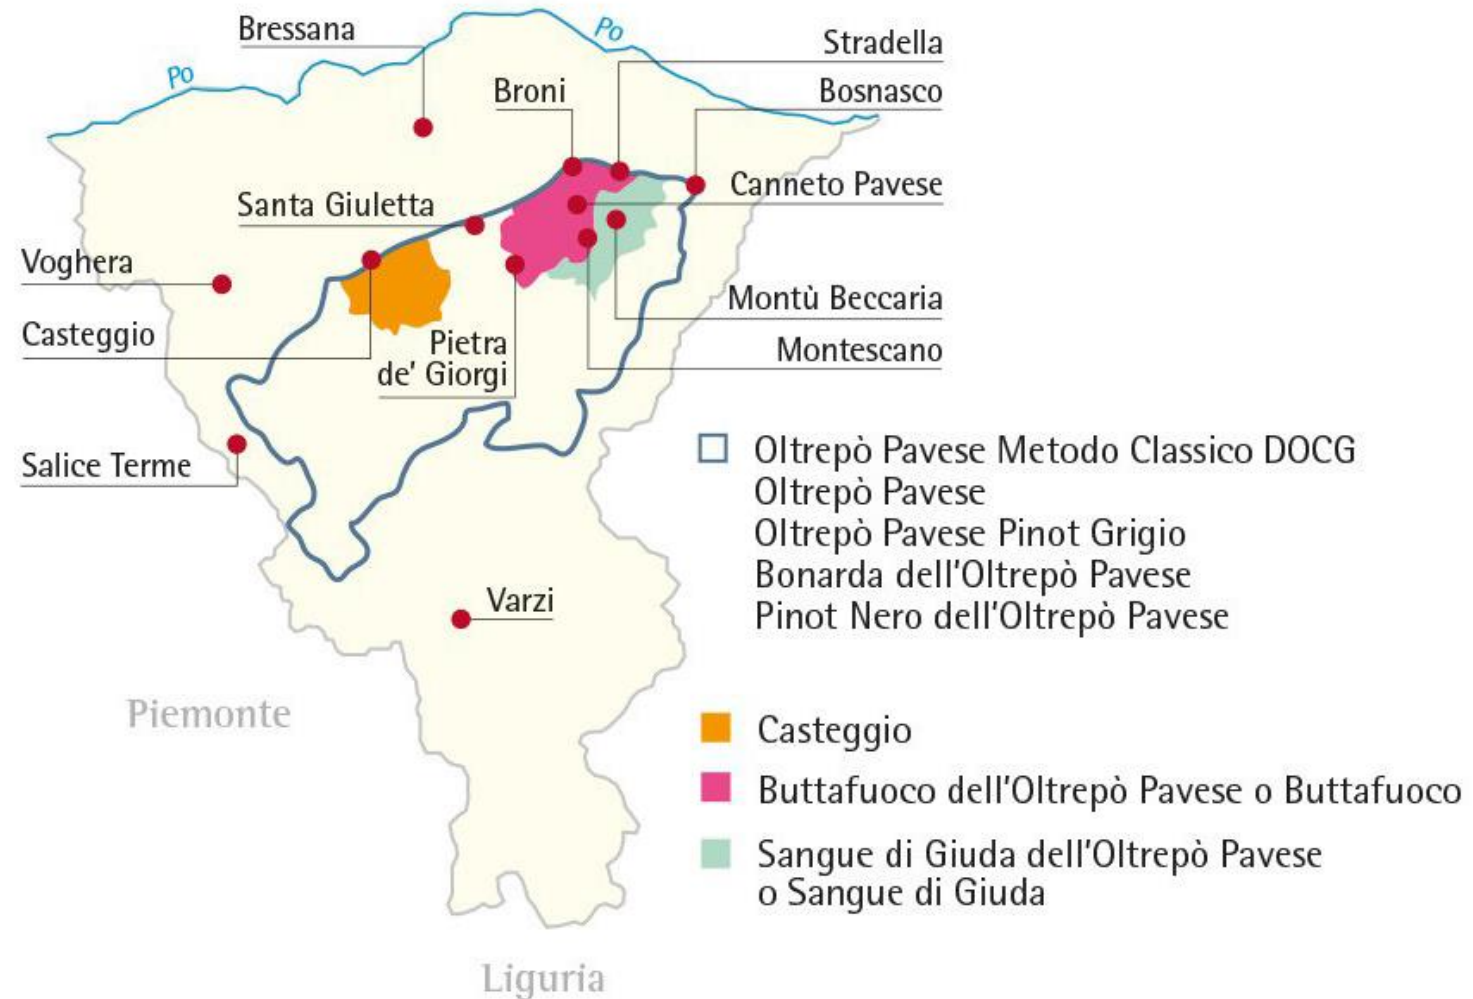 Bressana
Po
Po
Stradella
Broni
Bosnasco
Canneto Pavese
Santa Giuletta
Voghera
Montù Beccaria
Casteggio
Pietra
de' Giorgi
Montescano
Salice Terme
Oltrepò Pavese Metodo Classico DOCG
Oltrepò Pavese
Oltrepò Pavese Pinot Grigio
Bonarda dell'Oltrepò Pavese
Pinot Nero dell'Oltrepò Pavese
Varzi
Piemonte
Casteggio
Buttafuoco dell'Oltrepò Pavese o Buttafuoco
Sangue di Giuda dell'Oltrepò Pavese
o Sangue di Giuda
Liguria